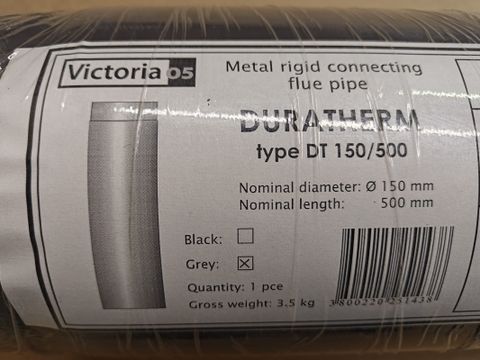 Victoria 05
Metal rigid connecting
flue pipe
DURATHERM
type DT 150/500
Nominal diameter: Ø 150 mm
Nominal length: 500 mm
Black: ☐
Grey: ☒
Quantity: 1 pce
Gross weight: 3.5 kg
3800220251438